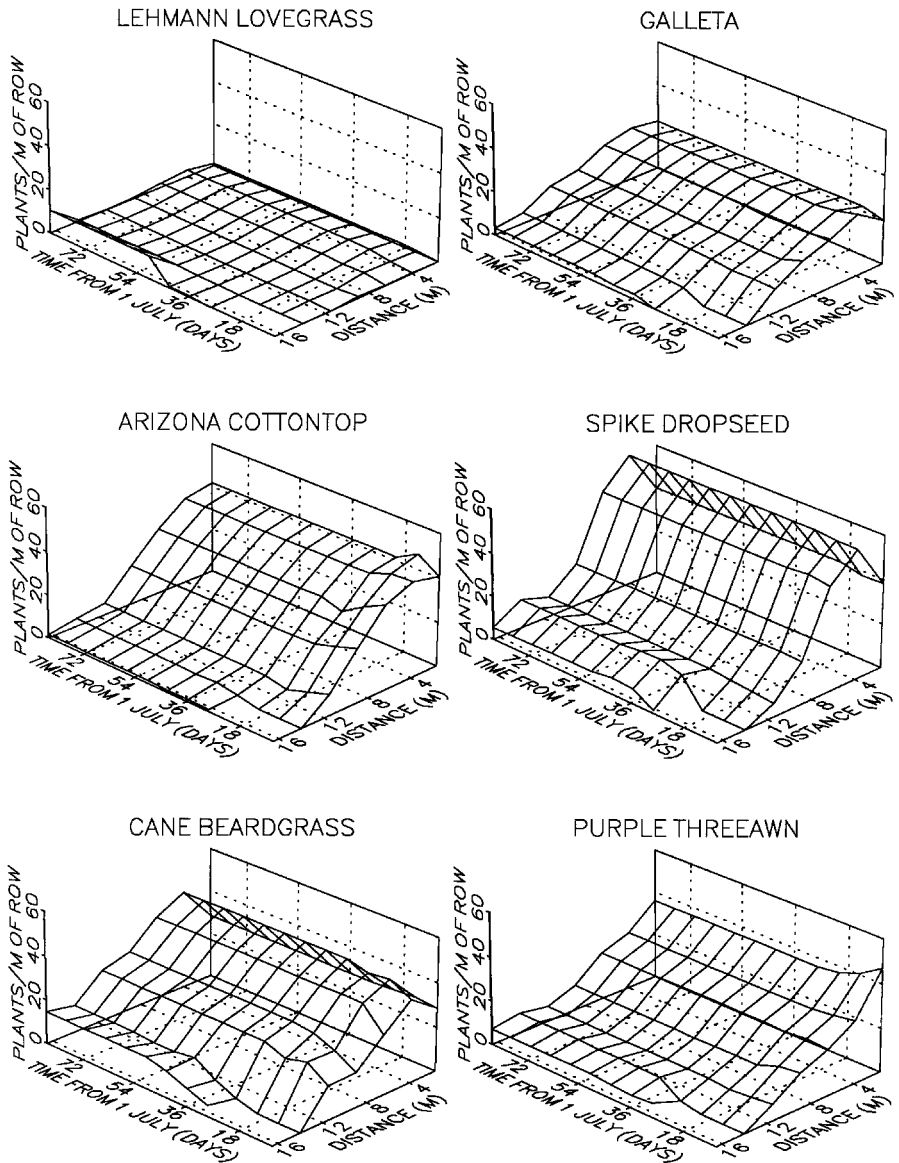 LEHMANN LOVEGRASS
PLANTS/M OF ROW
0 20 40 60
72 54 36 18
TIME FROM 1 JULY (DAYS)
16 12 8 4
DISTANCE (M)
GALLETA
PLANTS/M OF ROW
0 20 40 60
72 54 36 18
TIME FROM 1 JULY (DAYS)
16 12 8 4
DISTANCE (M)
ARIZONA COTTONTOP
PLANTS/M OF ROW
0 20 40 60
72 54 36 18
TIME FROM 1 JULY (DAYS)
16 12 8 4
DISTANCE (M)
SPIKE DROPSEED
PLANTS/M OF ROW
0 20 40 60
72 54 36 18
TIME FROM 1 JULY (DAYS)
16 12 8 4
DISTANCE (M)
CANE BEARDGRASS
PLANTS/M OF ROW
0 20 40 60
72 54 36 18
TIME FROM 1 JULY (DAYS)
16 12 8 4
DISTANCE (M)
PURPLE THREEAWN
PLANTS/M OF ROW
0 20 40 60
72 54 36 18
TIME FROM 1 JULY (DAYS)
16 12 8 4
DISTANCE (M)